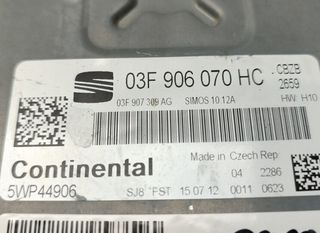 03F 906 070 HC
CBZB
2659
03F 907 309 AG SIMOS 10.12A HW: H10
Continental
5WP44906
Made in Czech Rep
04 2286
SJ8 *FST 15 07 12 0011 0623